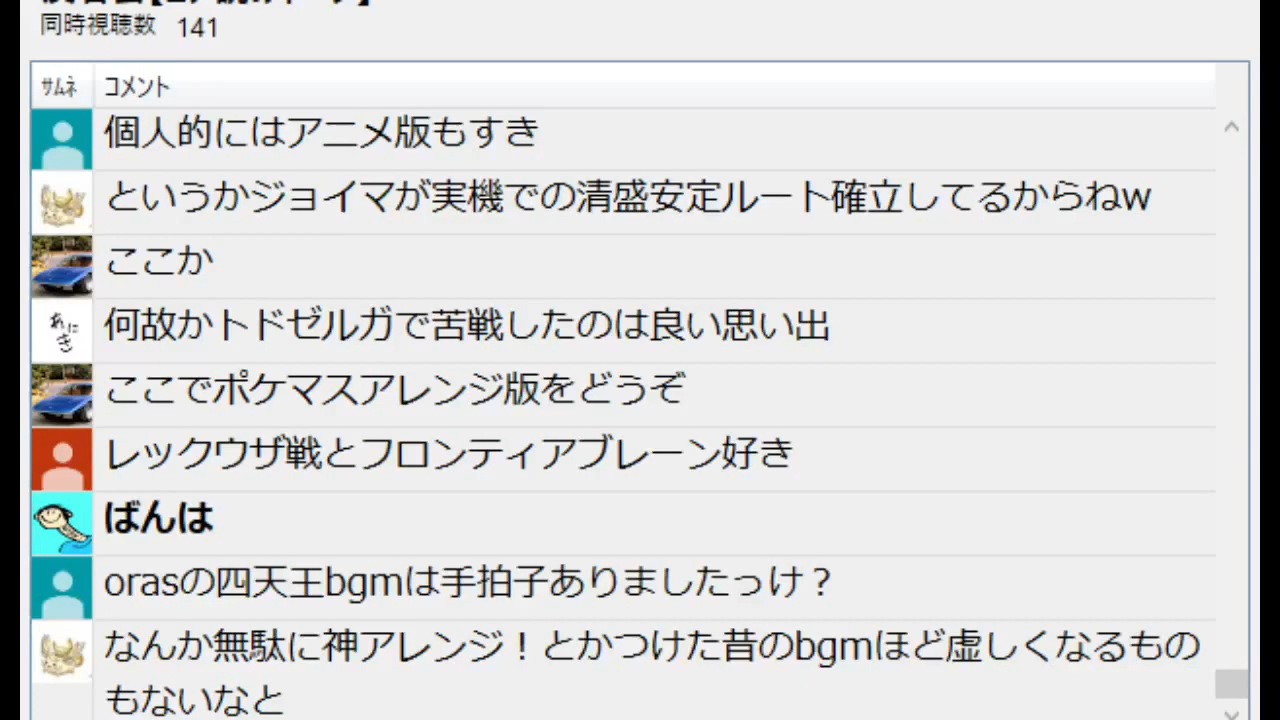 同時視聴数 141
ｻﾑﾈ コメント
個人的にはアニメ版もすき
というかジョイマが実機での清盛安定ルート確立してるからねw
ここか
あにき
何故かトドゼルガで苦戦したのは良い思い出
ここでポケマスアレンジ版をどうぞ
レックウザ戦とフロンティアブレーン好き
ばんは
orasの四天王bgmは手拍子ありましたっけ？
なんか無駄に神アレンジ！とかつけた昔のbgmほど虚しくなるもの
もないなと